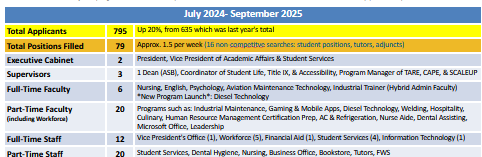 July 2024- September 2025
Total Applicants 795 Up 20%, from 635 which was last year's total
Total Positions Filled 79 Approx. 1.5 per week (16 non-competitive searches: student positions, tutors, adjuncts)
Executive Cabinet 2 President, Vice President of Academic Affairs & Student Services
Supervisors 3 1 Dean (ASB), Coordinator of Student Life, Title IX, & Accessibility, Program Manager of TARE, CAPE, & SCALEUP
Full-Time Faculty 6 Nursing, English, Psychology, Aviation Maintenance Technology, Industrial Trainer (Hybrid Admin Faculty)
*New Program Launch*: Diesel Technology
Part-Time Faculty 20 Programs such as: Industrial Maintenance, Gaming & Mobile Apps, Diesel Technology, Welding, Hospitality,
(including Workforce) Culinary, Human Resource Management Certification Prep, AC & Refrigeration, Nurse Aide, Dental Assisting,
Microsoft Office, Leadership
Full-Time Staff 12 Vice President's Office (1), Workforce (5), Financial Aid (1), Student Services (4), Information Technology (1)
Part-Time Staff 20 Student Services, Dental Hygiene, Nursing, Business Office, Bookstore, Tutors, FWS